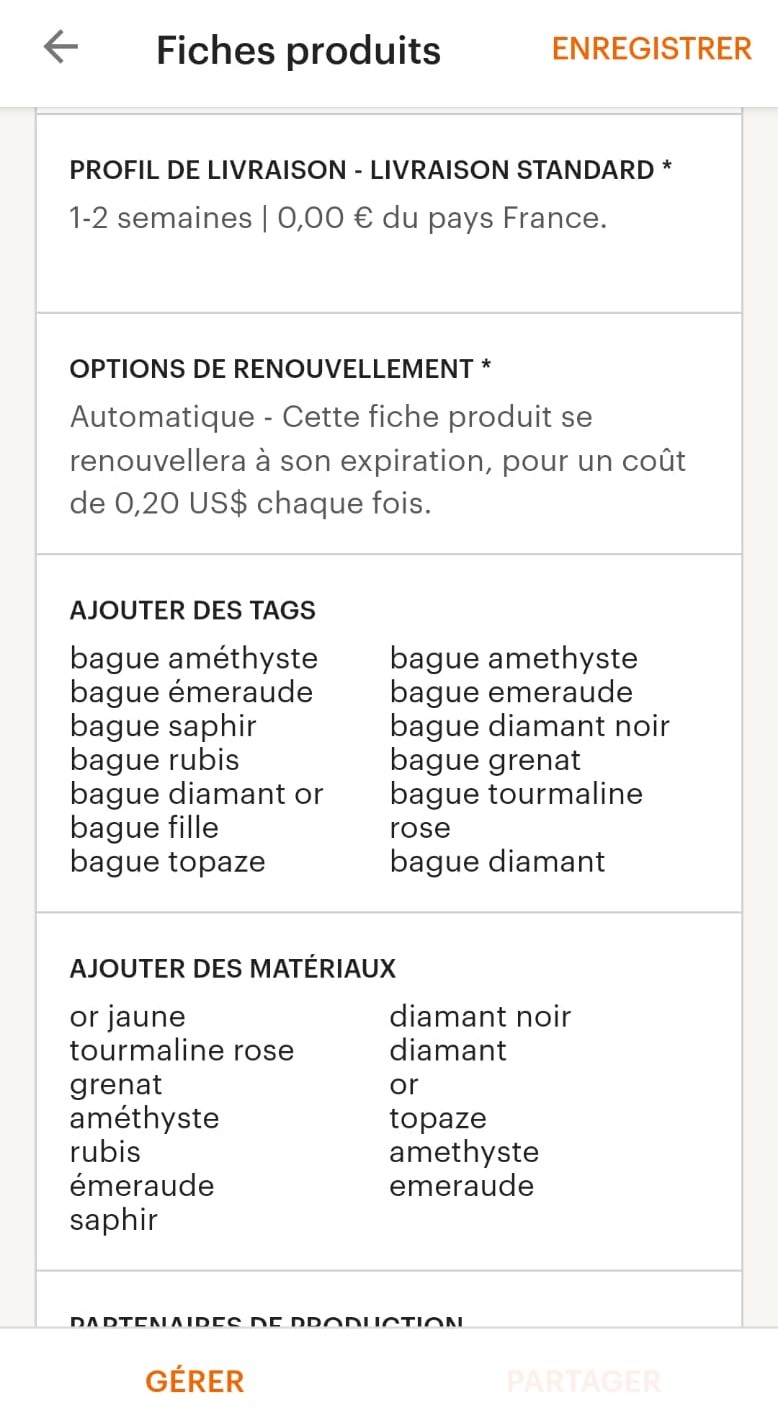 Fiches produits
ENREGISTRER
PROFIL DE LIVRAISON - LIVRAISON STANDARD *
1-2 semaines | 0,00 € du pays France.
OPTIONS DE RENOUVELLEMENT *
Automatique - Cette fiche produit se
renouvellera à son expiration, pour un coût
de 0,20 US$ chaque fois.
AJOUTER DES TAGS
bague améthyste
bague émeraude
bague saphir
bague rubis
bague diamant or
bague fille
bague topaze
bague amethyste
bague emeraude
bague diamant noir
bague grenat
bague tourmaline
rose
bague diamant
AJOUTER DES MATÉRIAUX
or jaune
tourmaline rose
grenat
améthyste
rubis
émeraude
saphir
diamant noir
diamant
or
topaze
amethyste
emeraude
PARTENAIRES DE PRODUCTION
GÉRER
PARTAGER